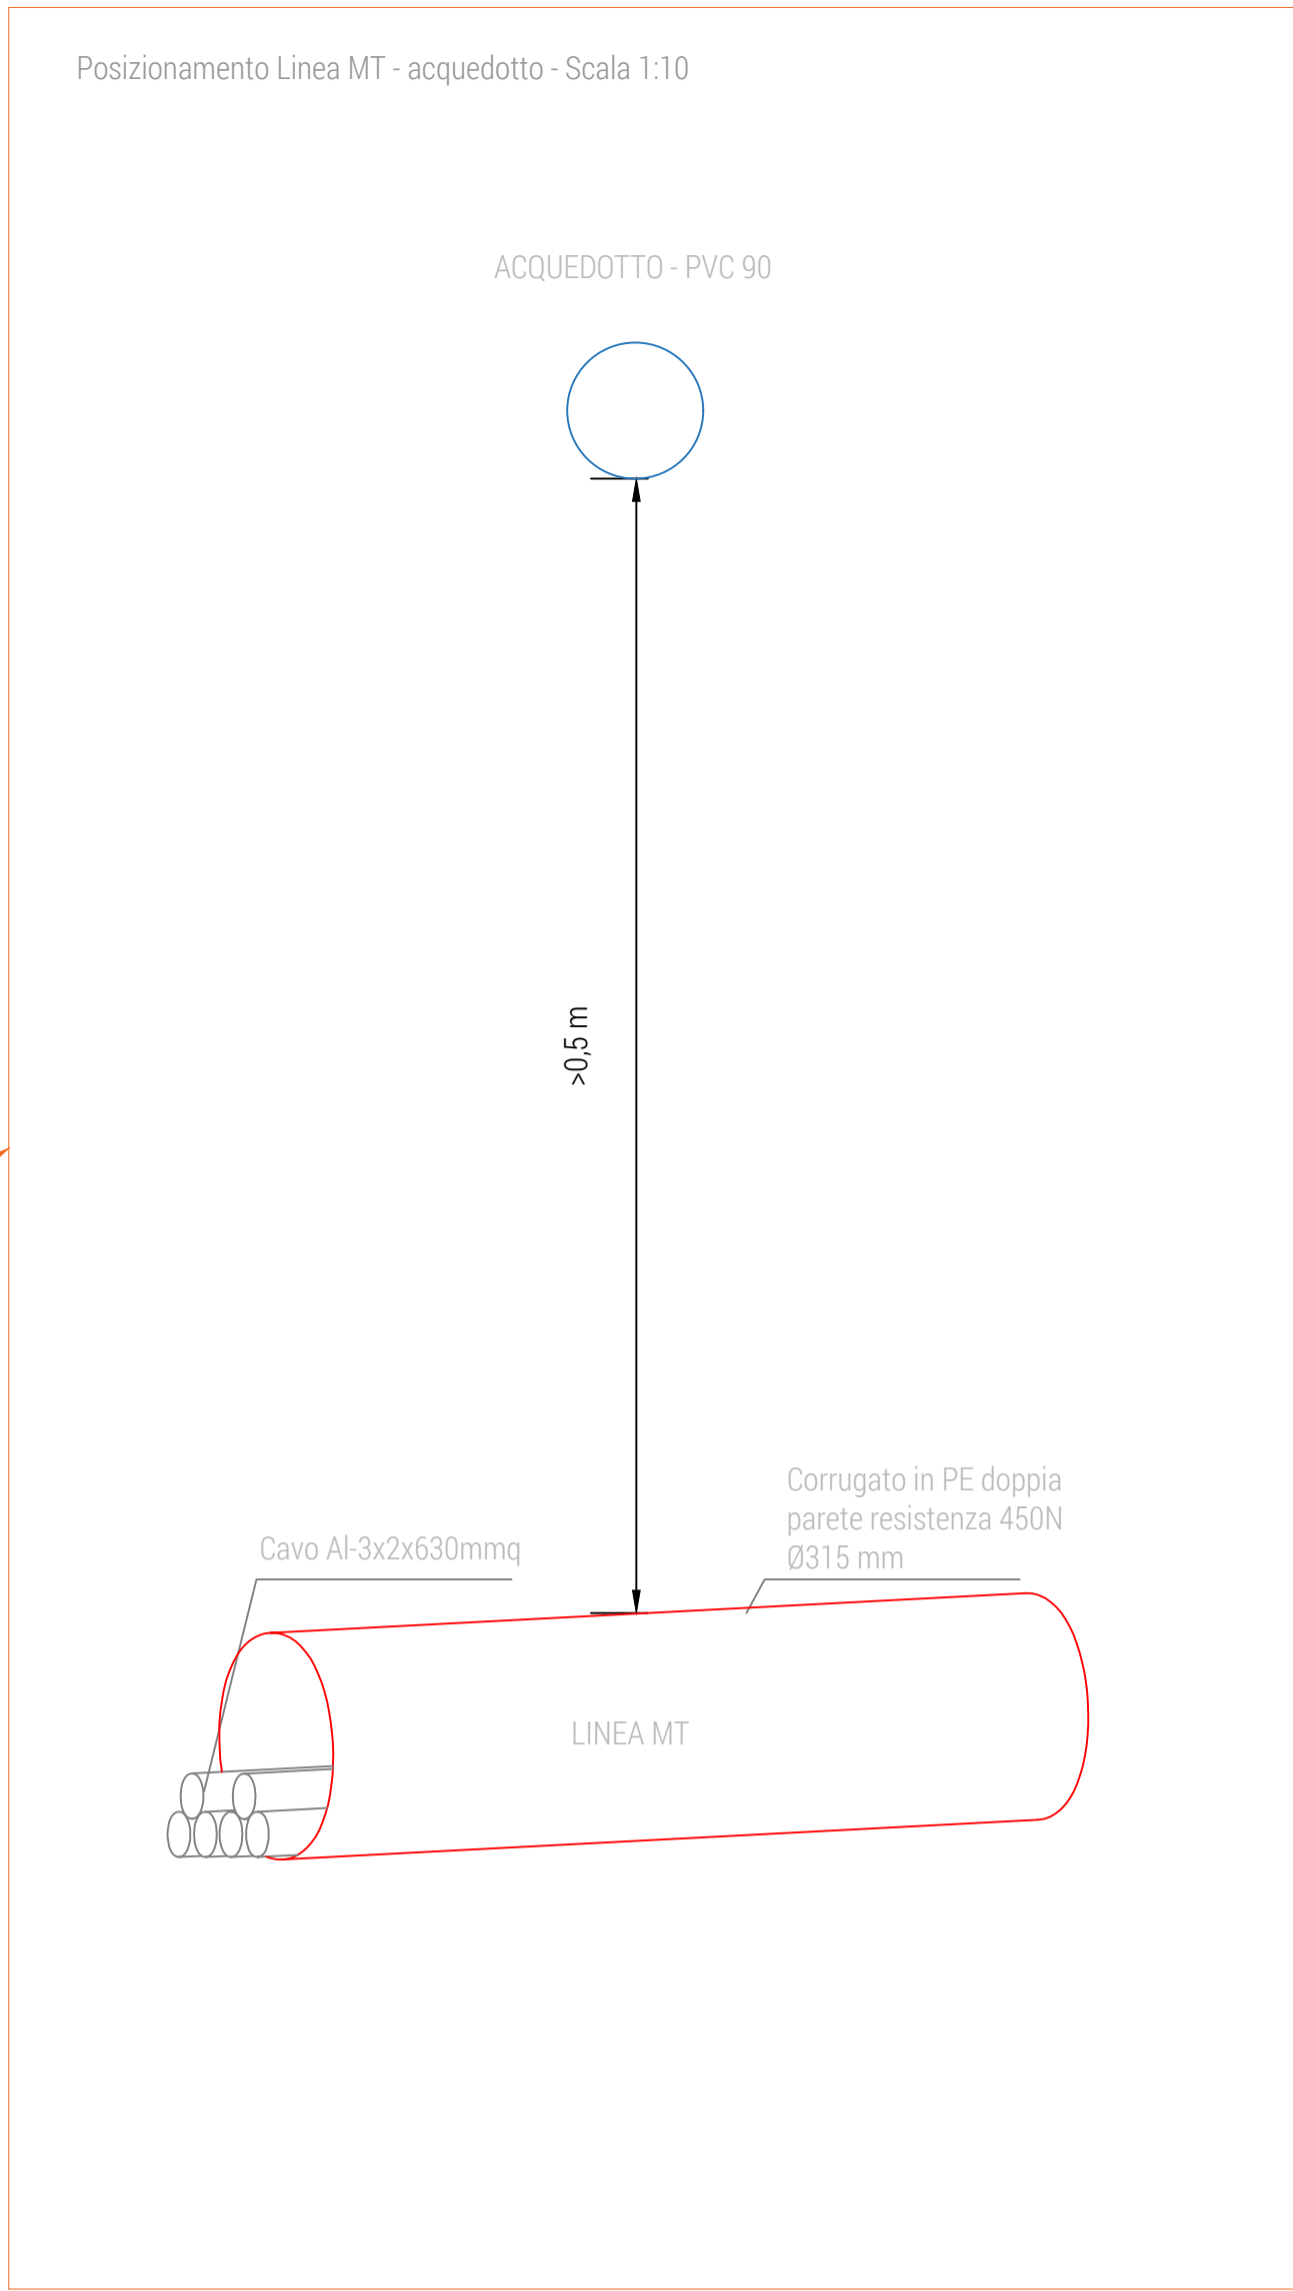 Posizionamento Linea MT - acquedotto - Scala 1:10
ACQUEDOTTO - PVC 90
>0,5 m
Corrugato in PE doppia
parete resistenza 450N
Ø315 mm
Cavo Al-3x2x630mmq
LINEA MT